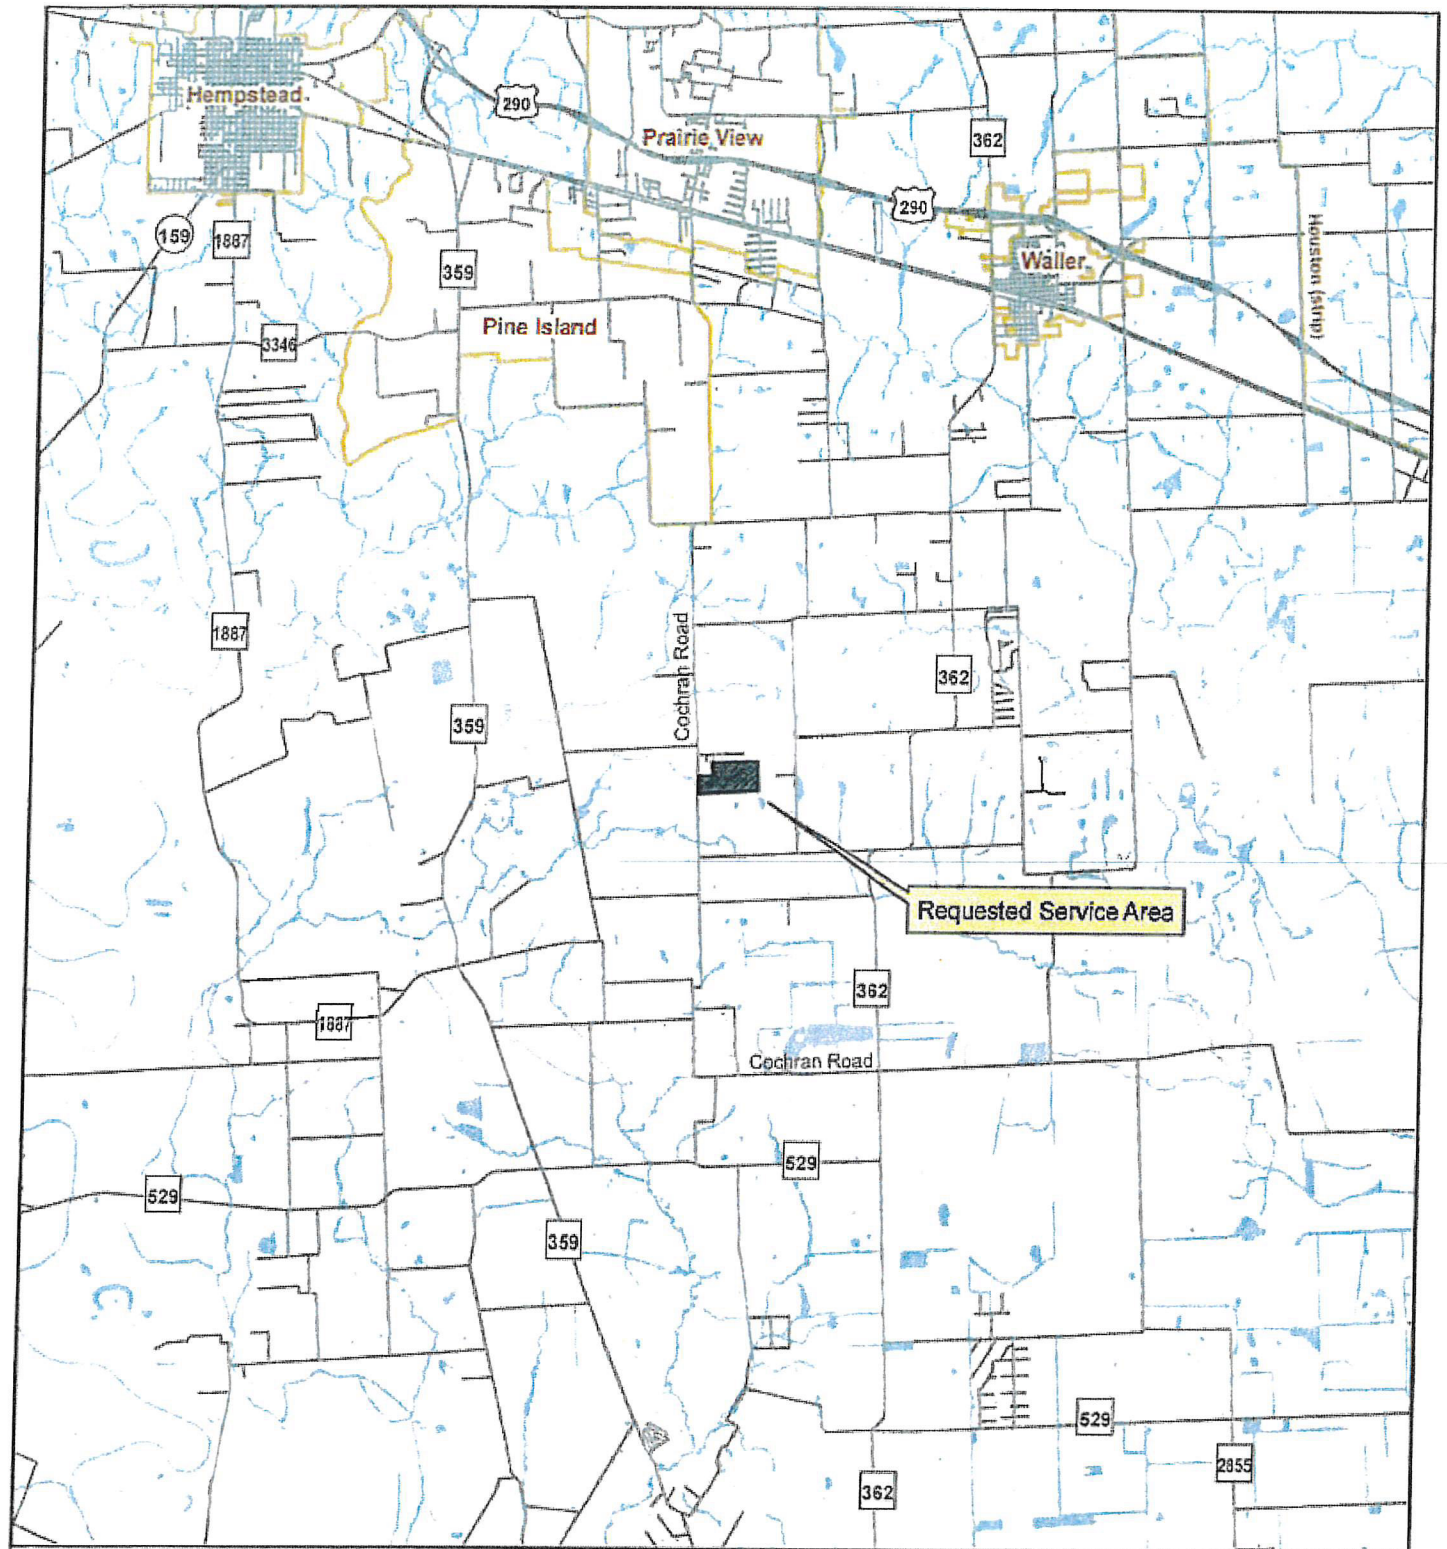 Hempstead
290
Prairie View
362
290
159
1887
359
Waller
Houston (strip)
Pine Island
3346
1887
Cochran Road
362
359
Requested Service Area
362
1887
Cochran Road
529
529
359
529
2855
362